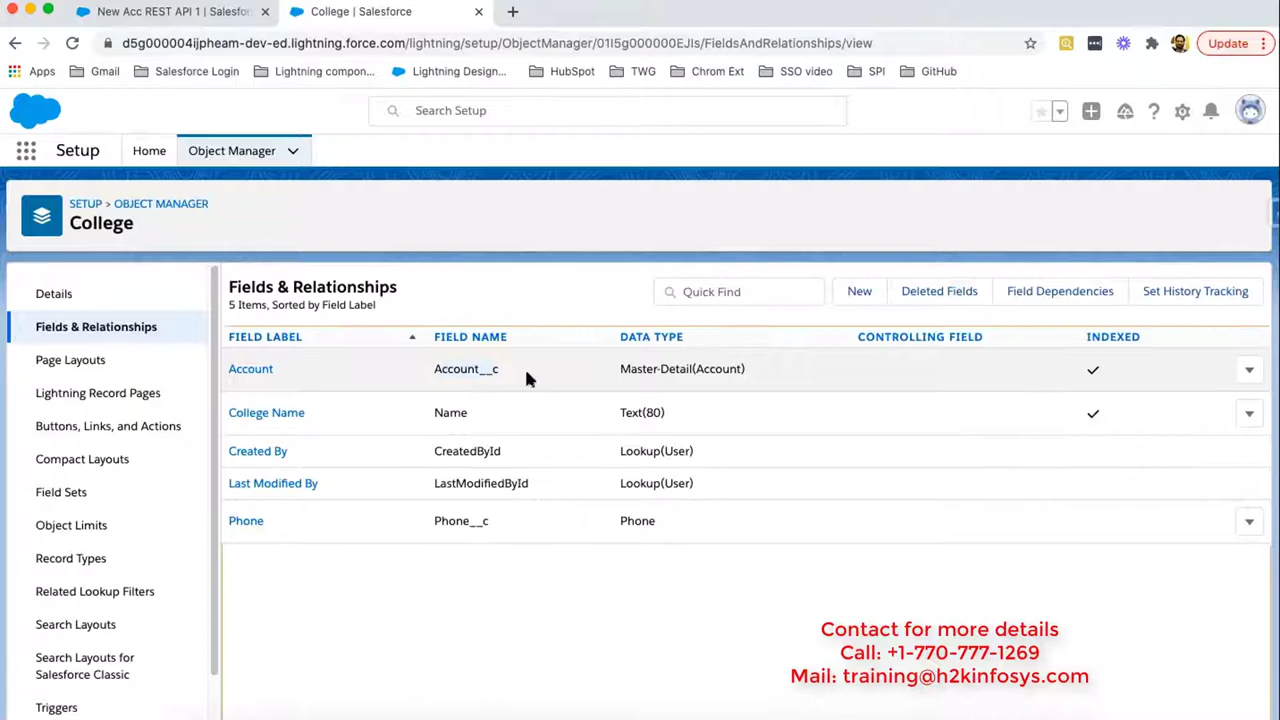 New Acc REST API 1 | Salesfor
College | Salesforce
d5g000004ijpheam-dev-ed.lightning.force.com/lightning/setup/ObjectManager/01I5g000000EJIs/FieldsAndRelationships/view
Update
Apps
Gmail
Salesforce Login
Lightning compon...
Lightning Design...
HubSpot
TWG
Chrom Ext
SSO video
SPI
GitHub
Search Setup
Setup
Home
Object Manager
SETUP > OBJECT MANAGER
College
Details
Fields & Relationships
Page Layouts
Lightning Record Pages
Buttons, Links, and Actions
Compact Layouts
Field Sets
Object Limits
Record Types
Related Lookup Filters
Search Layouts
Search Layouts for
Salesforce Classic
Triggers
Fields & Relationships
5 Items, Sorted by Field Label
Quick Find
New
Deleted Fields
Field Dependencies
Set History Tracking
FIELD LABEL FIELD NAME DATA TYPE CONTROLLING FIELD INDEXED
Account Account__c Master-Detail(Account)
College Name Name Text(80)
Created By CreatedById Lookup(User)
Last Modified By LastModifiedById Lookup(User)
Phone Phone__c Phone
Contact for more details
Call: +1-770-777-1269
Mail: training@h2kinfosys.com